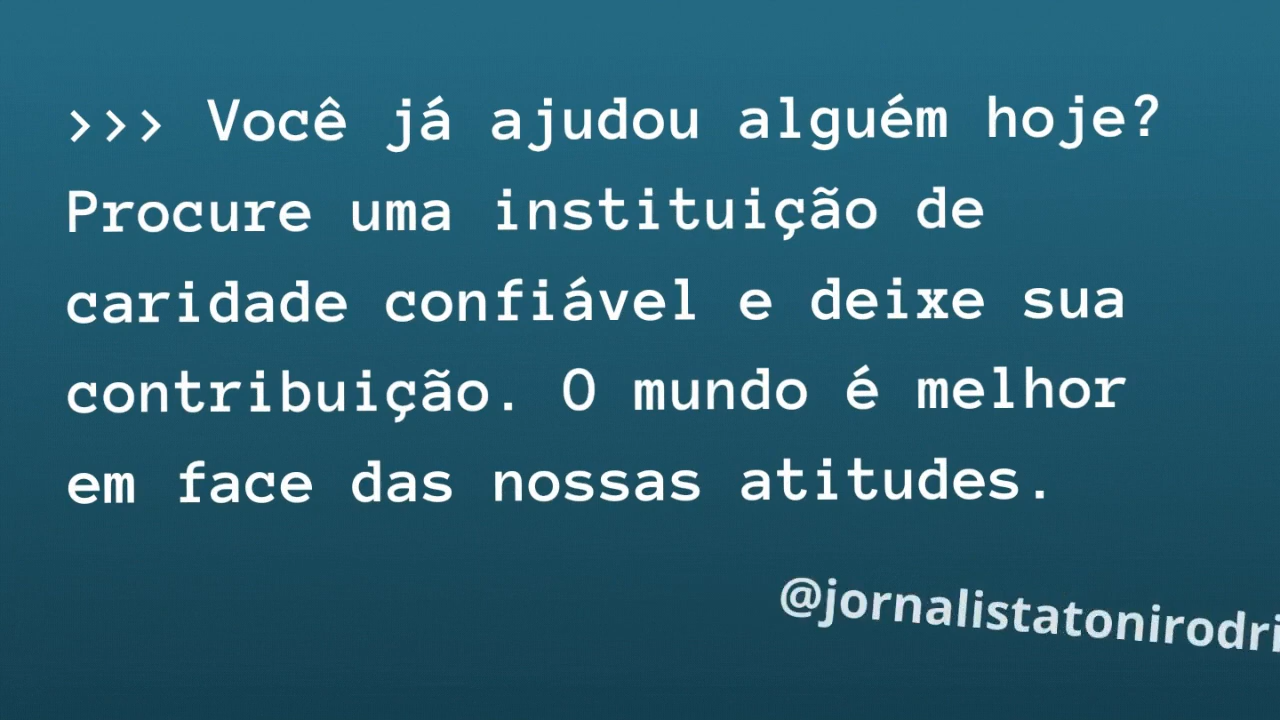 >>> Você já ajudou alguém hoje?
Procure uma instituição de
caridade confiável e deixe sua
contribuição. O mundo é melhor
em face das nossas atitudes.
@jornalistatonirodri